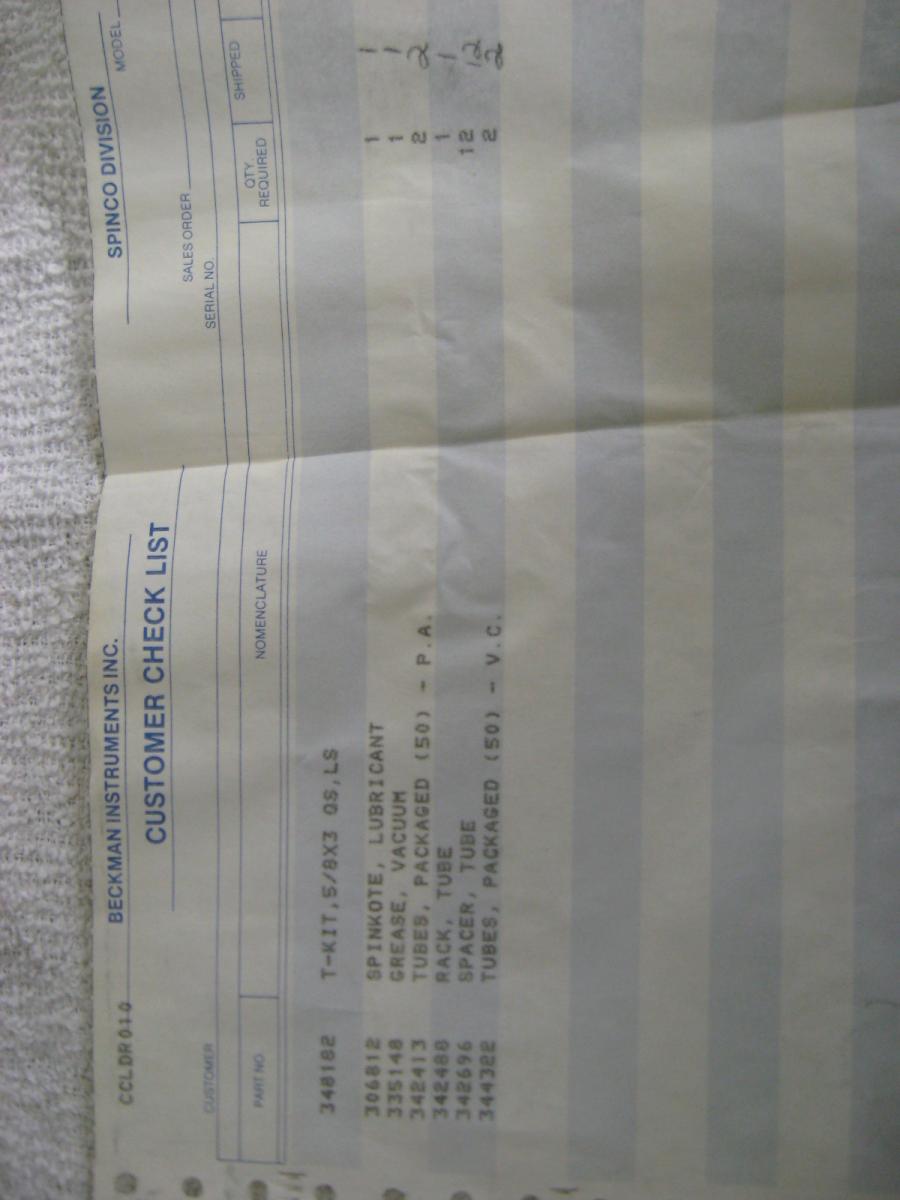 CCLDR010 BECKMAN INSTRUMENTS INC. SPINCO DIVISION MODEL
CUSTOMER CHECK LIST SALES ORDER
CUSTOMER SERIAL NO.
PART NO NOMENCLATURE QTY. REQUIRED SHIPPED
348182 T-KIT,5/8X3 QS,LS
306812 SPINKOTE, LUBRICANT 1 1
335148 GREASE, VACUUM 1 1
342413 TUBES, PACKAGED (50) - P.A. 2 2
342488 RACK, TUBE 1 1
342696 SPACER, TUBE 12 12
344322 TUBES, PACKAGED (50) - V.C. 2 2